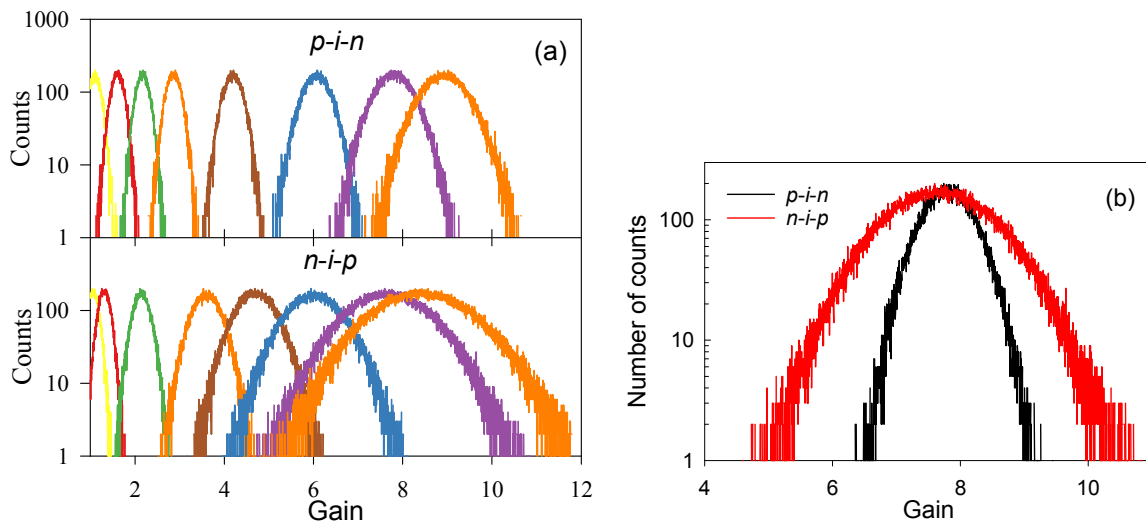 1000
p-i-n
(a)
100
10
1
Counts
n-i-p
100
10
1
Counts
2 4 6 8 10 12
Gain
p-i-n
n-i-p
(b)
100
10
1
Number of counts
4 6 8 10
Gain